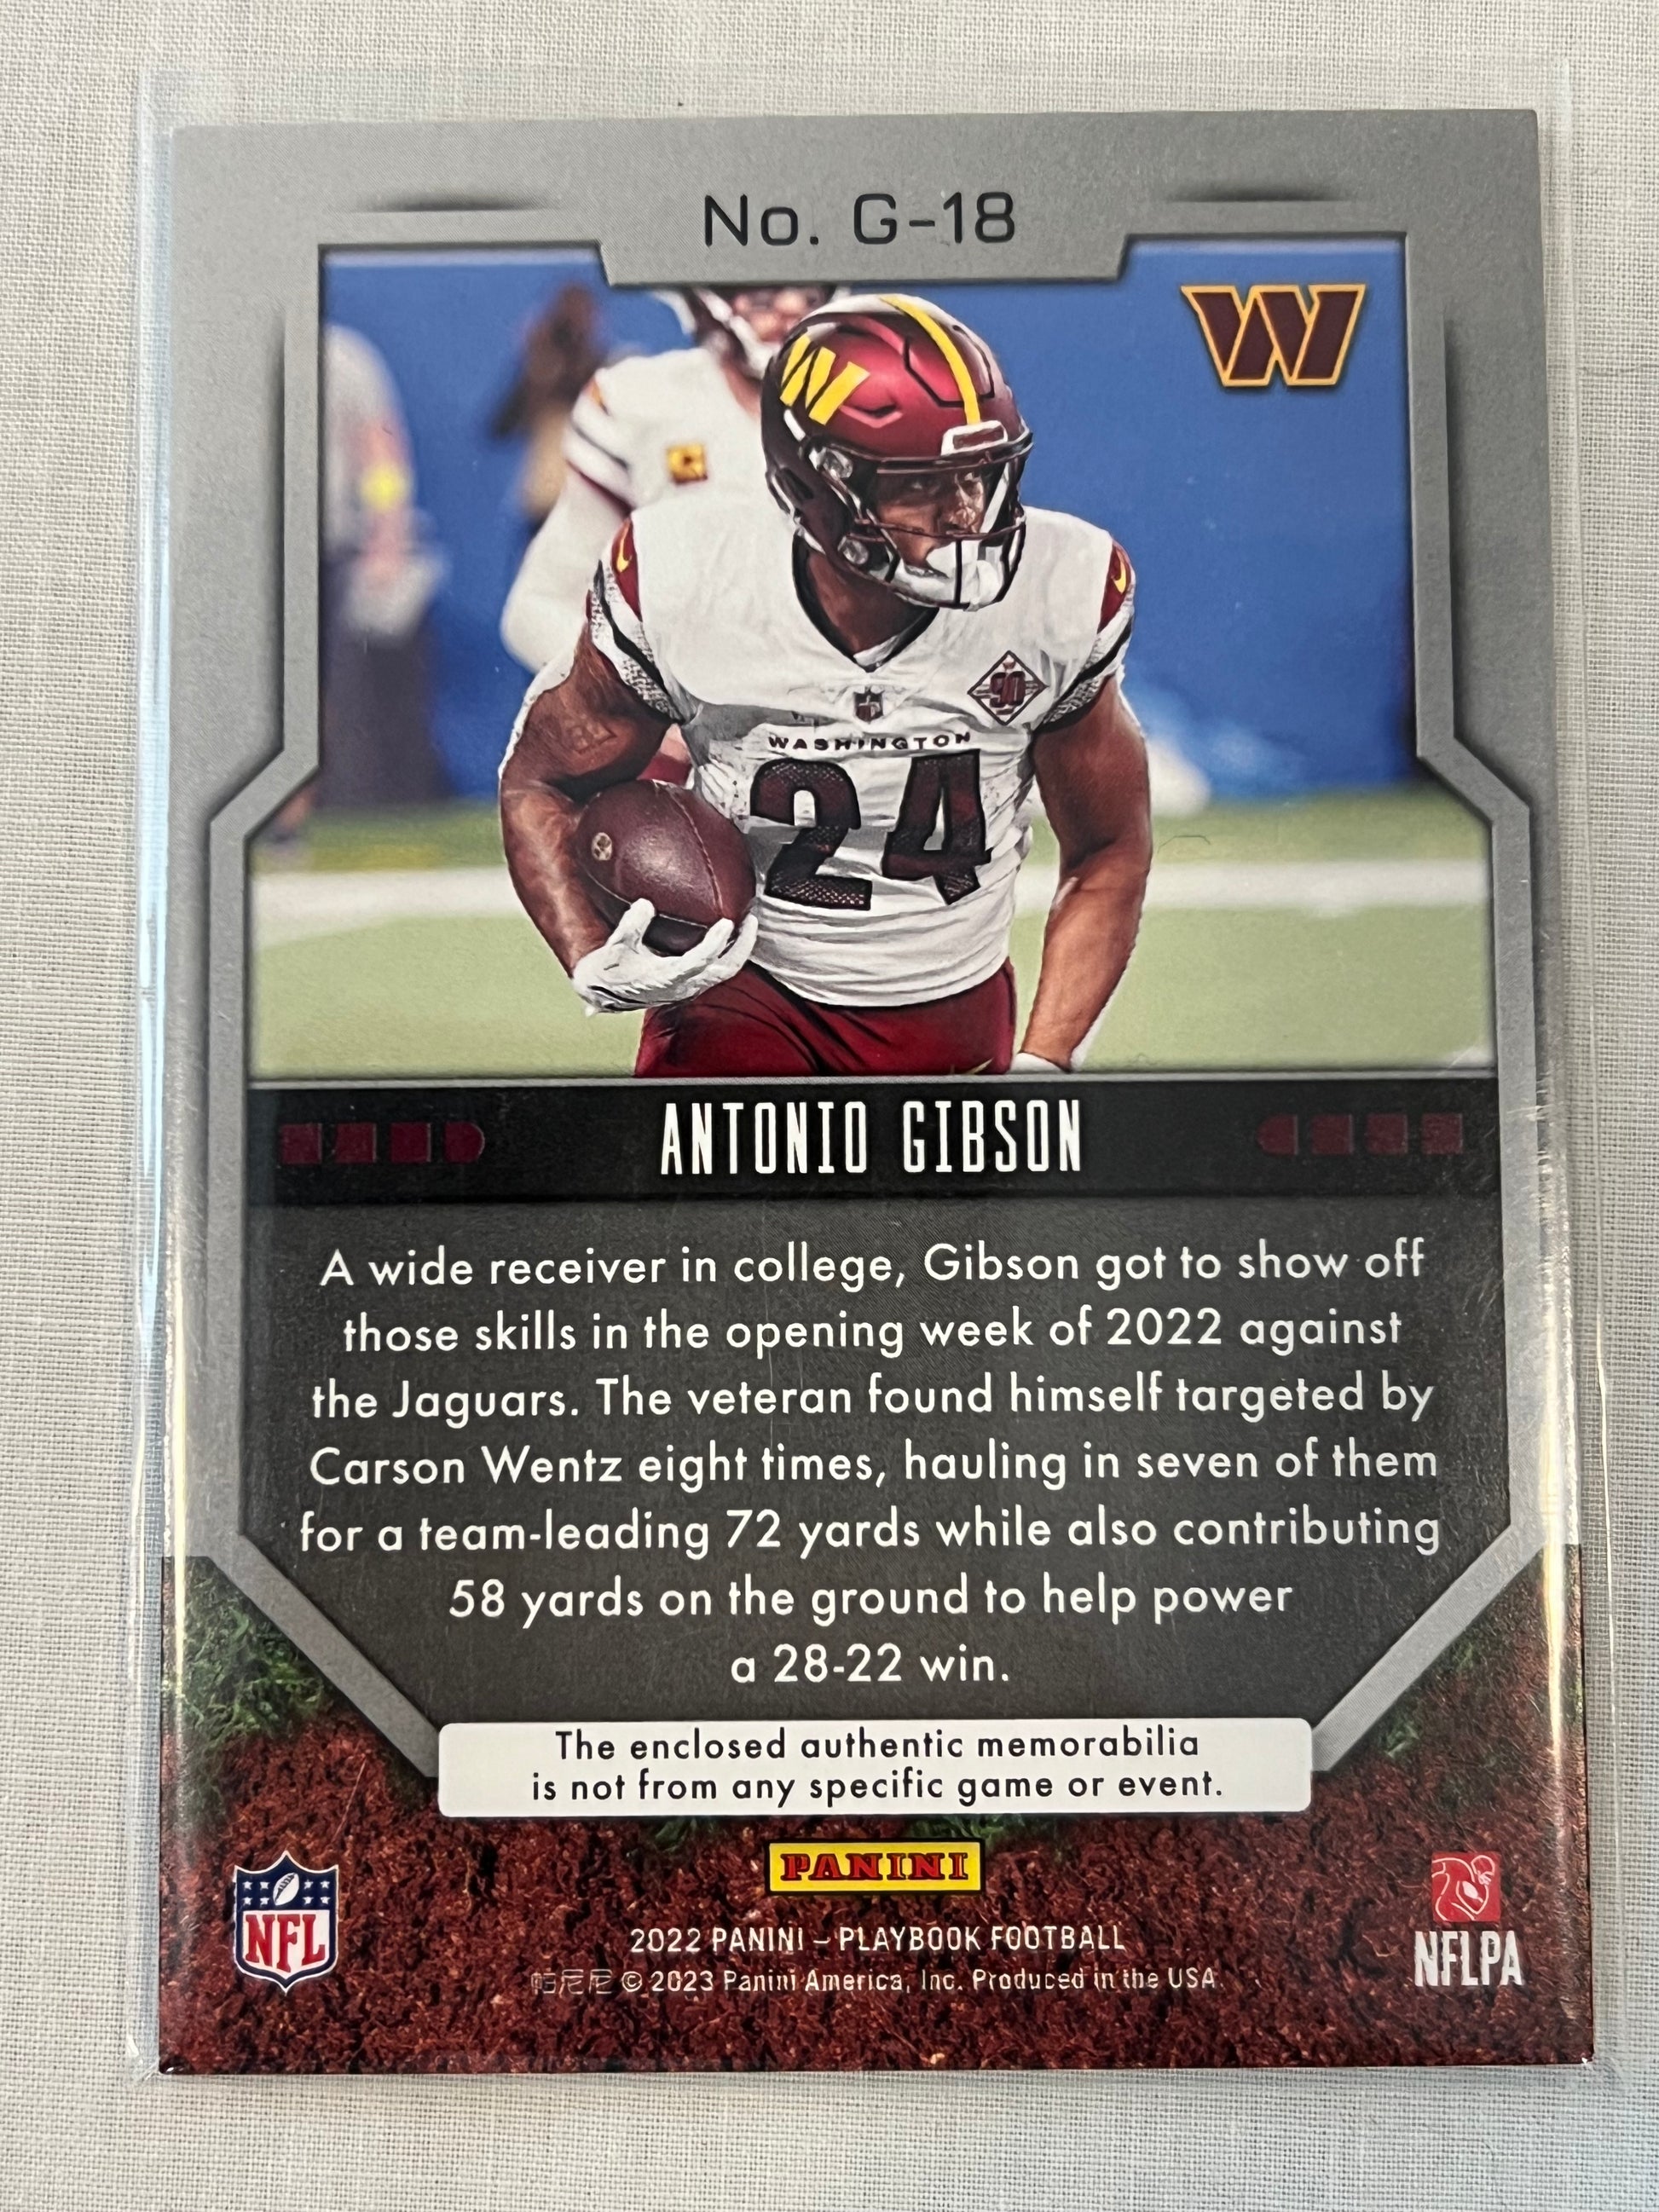 No. G-18
W
W
C
90
WASHINGTON
24
ANTONIO GIBSON
A wide receiver in college, Gibson got to show off
those skills in the opening week of 2022 against
the Jaguars. The veteran found himself targeted by
Carson Wentz eight times, hauling in seven of them
for a team-leading 72 yards while also contributing
58 yards on the ground to help power
a 28-22 win.
The enclosed authentic memorabilia
is not from any specific game or event.
PANINI
NFL
2022 PANINI – PLAYBOOK FOOTBALL
© 2023 Panini America, Inc. Produced in the USA.
NFLPA